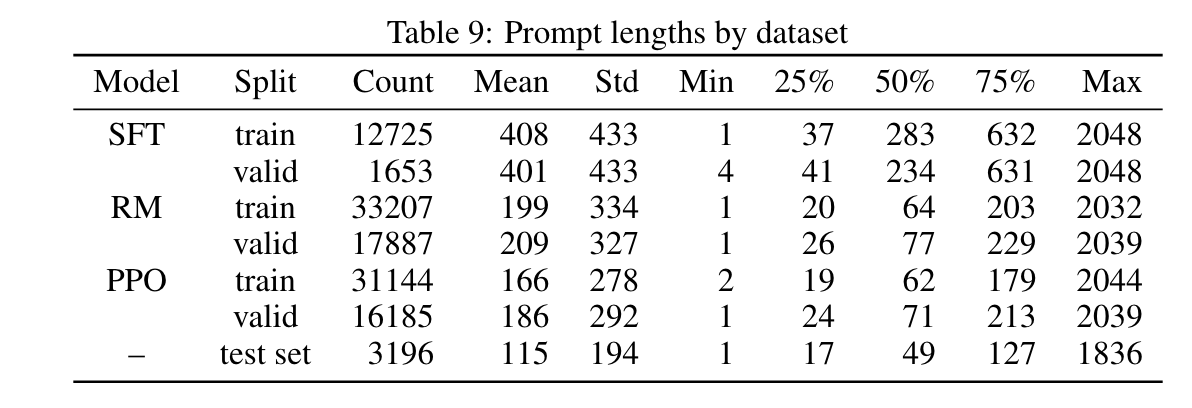 Table 9: Prompt lengths by dataset
Model Split Count Mean Std Min 25% 50% 75% Max
SFT train 12725 408 433 1 37 283 632 2048
valid 1653 401 433 4 41 234 631 2048
RM train 33207 199 334 1 20 64 203 2032
valid 17887 209 327 1 26 77 229 2039
PPO train 31144 166 278 2 19 62 179 2044
valid 16185 186 292 1 24 71 213 2039
– test set 3196 115 194 1 17 49 127 1836